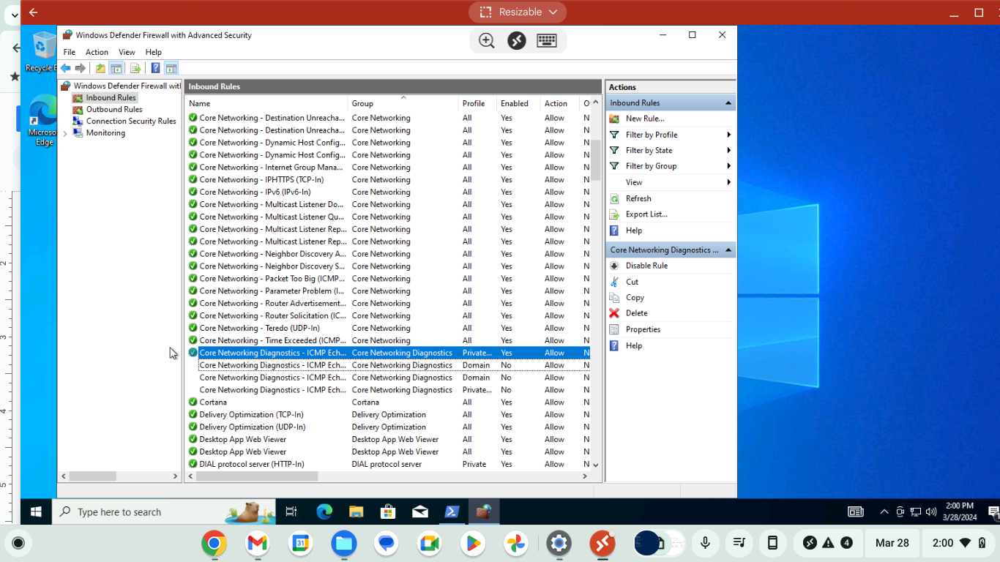 Resizable
Recycle B
Microso
Edge
Windows Defender Firewall with Advanced Security
File Action View Help
Windows Defender Firewall wit
Inbound Rules
Outbound Rules
Connection Security Rules
Monitoring
Inbound Rules
Name Group Profile Enabled Action O
Core Networking - Destination Unreacha... Core Networking All Yes Allow N
Core Networking - Destination Unreacha... Core Networking All Yes Allow N
Core Networking - Dynamic Host Config... Core Networking All Yes Allow N
Core Networking - Dynamic Host Config... Core Networking All Yes Allow N
Core Networking - Internet Group Mana... Core Networking All Yes Allow N
Core Networking - IPHTTPS (TCP-In) Core Networking All Yes Allow N
Core Networking - IPv6 (IPv6-In) Core Networking All Yes Allow N
Core Networking - Multicast Listener Do... Core Networking All Yes Allow N
Core Networking - Multicast Listener Qu... Core Networking All Yes Allow N
Core Networking - Multicast Listener Rep... Core Networking All Yes Allow N
Core Networking - Multicast Listener Rep... Core Networking All Yes Allow N
Core Networking - Neighbor Discovery A... Core Networking All Yes Allow N
Core Networking - Neighbor Discovery S... Core Networking All Yes Allow N
Core Networking - Packet Too Big (ICMP... Core Networking All Yes Allow N
Core Networking - Parameter Problem (I... Core Networking All Yes Allow N
Core Networking - Router Advertisement... Core Networking All Yes Allow N
Core Networking - Router Solicitation (IC... Core Networking All Yes Allow N
Core Networking - Teredo (UDP-In) Core Networking All Yes Allow N
Core Networking - Time Exceeded (ICMP... Core Networking All Yes Allow N
Core Networking Diagnostics - ICMP Ech... Core Networking Diagnostics Private... Yes Allow N
Core Networking Diagnostics - ICMP Ech... Core Networking Diagnostics Domain No Allow N
Core Networking Diagnostics - ICMP Ech... Core Networking Diagnostics Domain No Allow N
Core Networking Diagnostics - ICMP Ech... Core Networking Diagnostics Private... No Allow N
Cortana Cortana All Yes Allow N
Delivery Optimization (TCP-In) Delivery Optimization All Yes Allow N
Delivery Optimization (UDP-In) Delivery Optimization All Yes Allow N
Desktop App Web Viewer Desktop App Web Viewer All Yes Allow N
Desktop App Web Viewer Desktop App Web Viewer All Yes Allow N
DIAL protocol server (HTTP-In) DIAL protocol server Private Yes Allow N
Actions
Inbound Rules
New Rule...
Filter by Profile
Filter by State
Filter by Group
View
Refresh
Export List...
Help
Core Networking Diagnostics ...
Disable Rule
Cut
Copy
Delete
Properties
Help
2
3
4
5
Type here to search
2:00 PM
3/28/2024
1
31
4
Mar 28
2:00